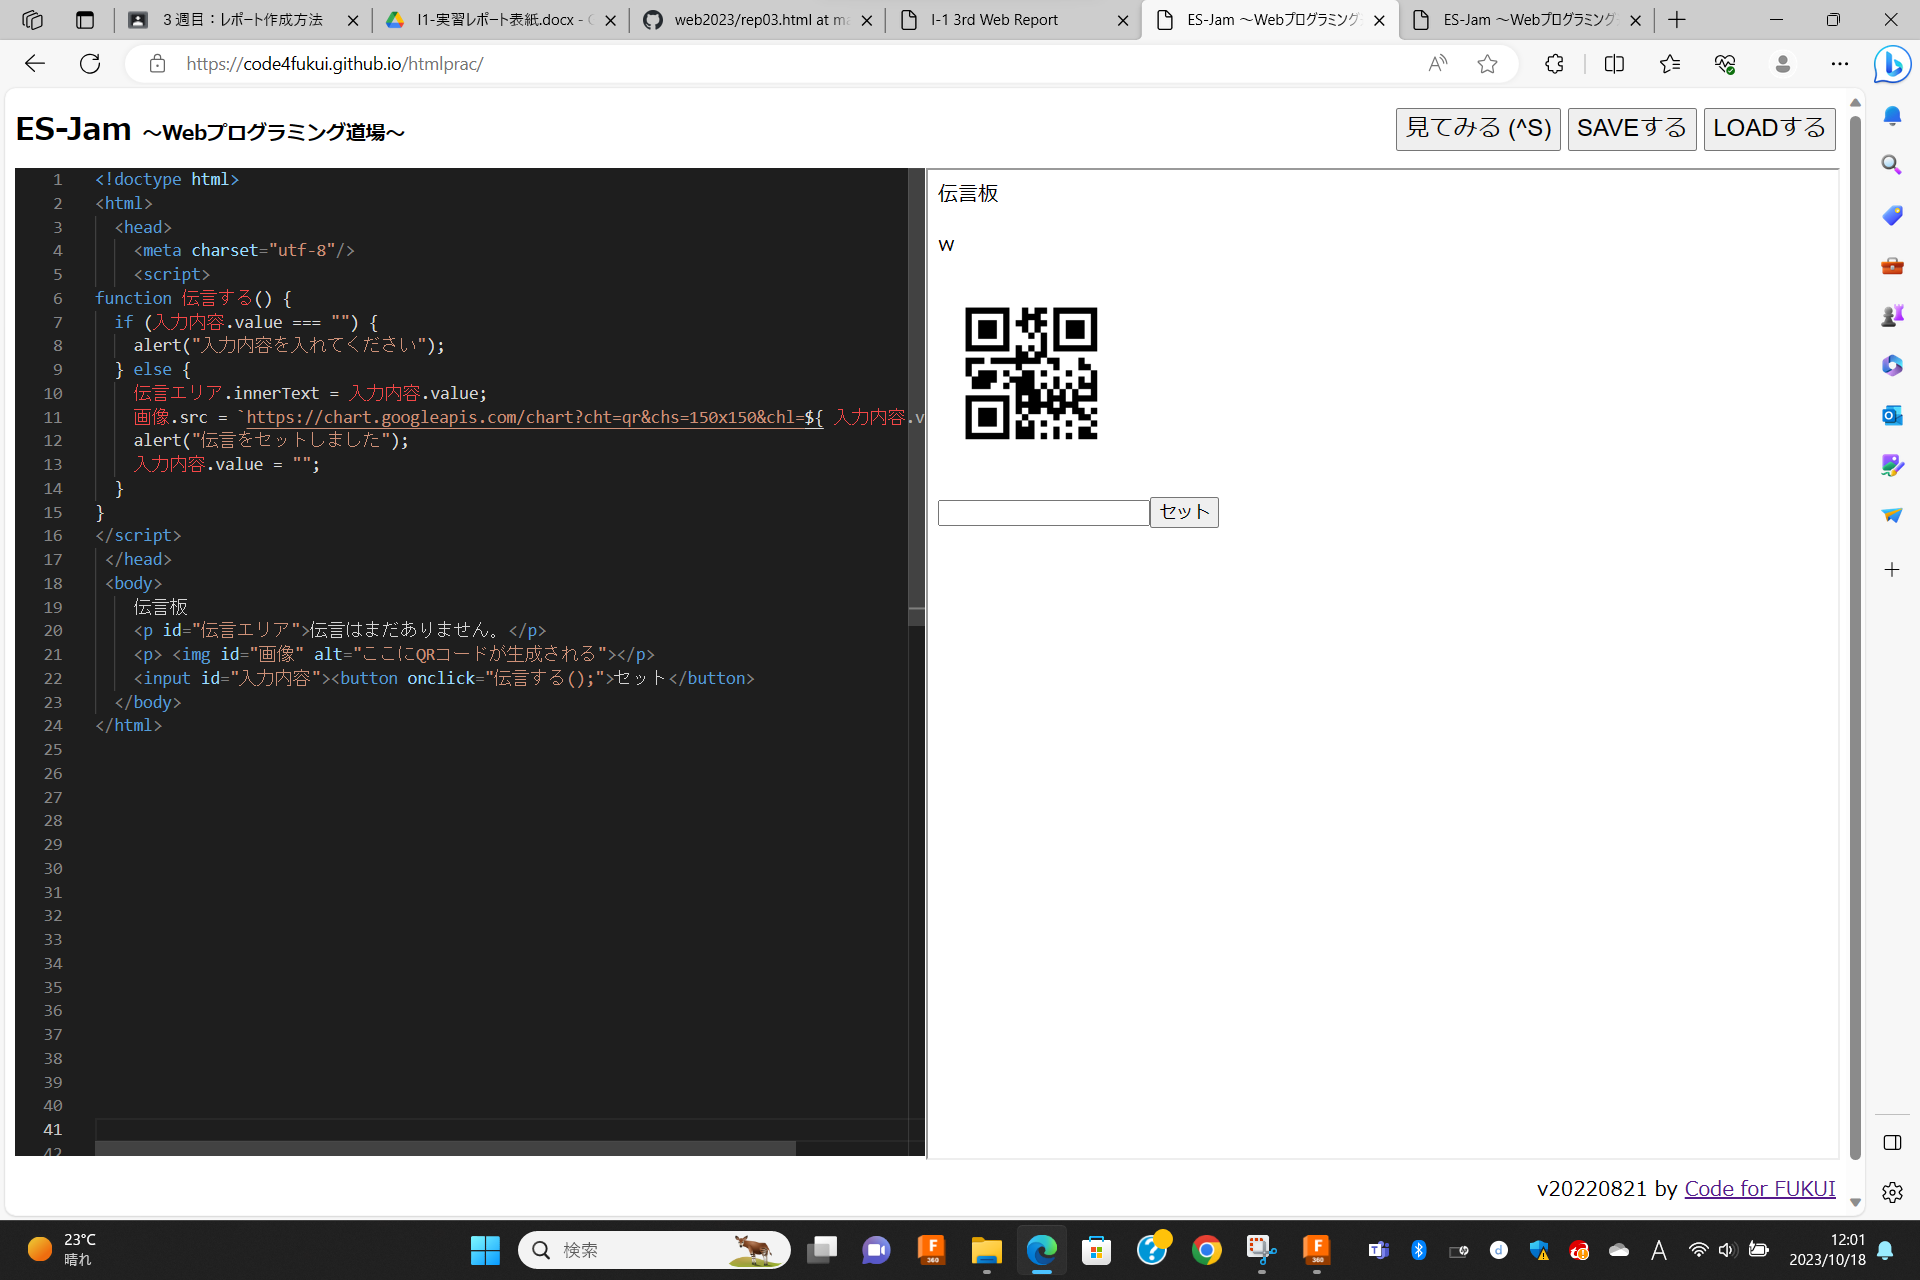 ３週目：レポート作成方法
I1-実習レポート表紙.docx - G
web2023/rep03.html at ma
I-1 3rd Web Report
ES-Jam ～Webプログラミング
ES-Jam ～Webプログラミング
https://code4fukui.github.io/htmlprac/
ES-Jam ～Webプログラミング道場～
見てみる (^S) SAVEする LOADする
1 <!doctype html>
2 <html>
3 <head>
4 <meta charset="utf-8"/>
5 <script>
6 function 伝言する() {
7 if (入力内容.value === "") {
8 alert("入力内容を入れてください");
9 } else {
10 伝言エリア.innerText = 入力内容.value;
11 画像.src = `https://chart.googleapis.com/chart?cht=qr&chs=150x150&chl=${ 入力内容.v
12 alert("伝言をセットしました");
13 入力内容.value = "";
14 }
15 }
16 </script>
17 </head>
18 <body>
19 伝言板
20 <p id="伝言エリア">伝言はまだありません。</p>
21 <p> <img id="画像" alt="ここにQRコードが生成される"></p>
22 <input id="入力内容"><button onclick="伝言する();">セット</button>
23 </body>
24 </html>
25
26
27
28
29
30
31
32
33
34
35
36
37
38
39
40
41
42
伝言板
w
セット
v20220821 by Code for FUKUI
23°C
晴れ
検索
12:01
2023/10/18